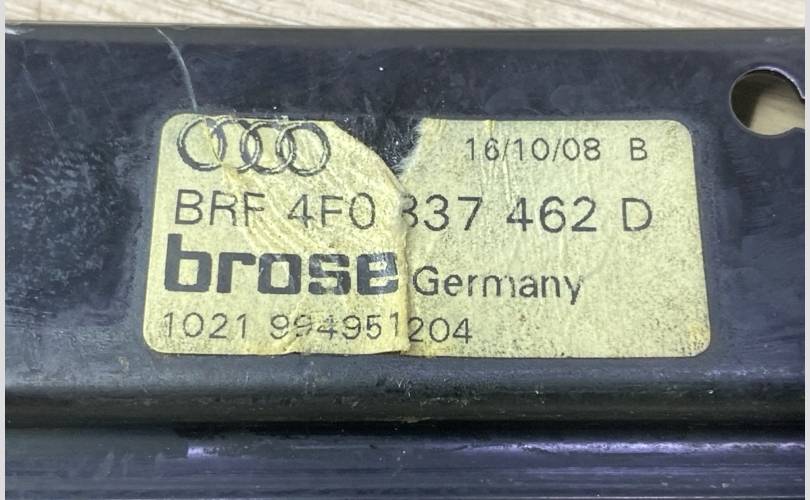 16/10/08 B
BRF 4F0 837 462 D
brose Germany
1021 994951204